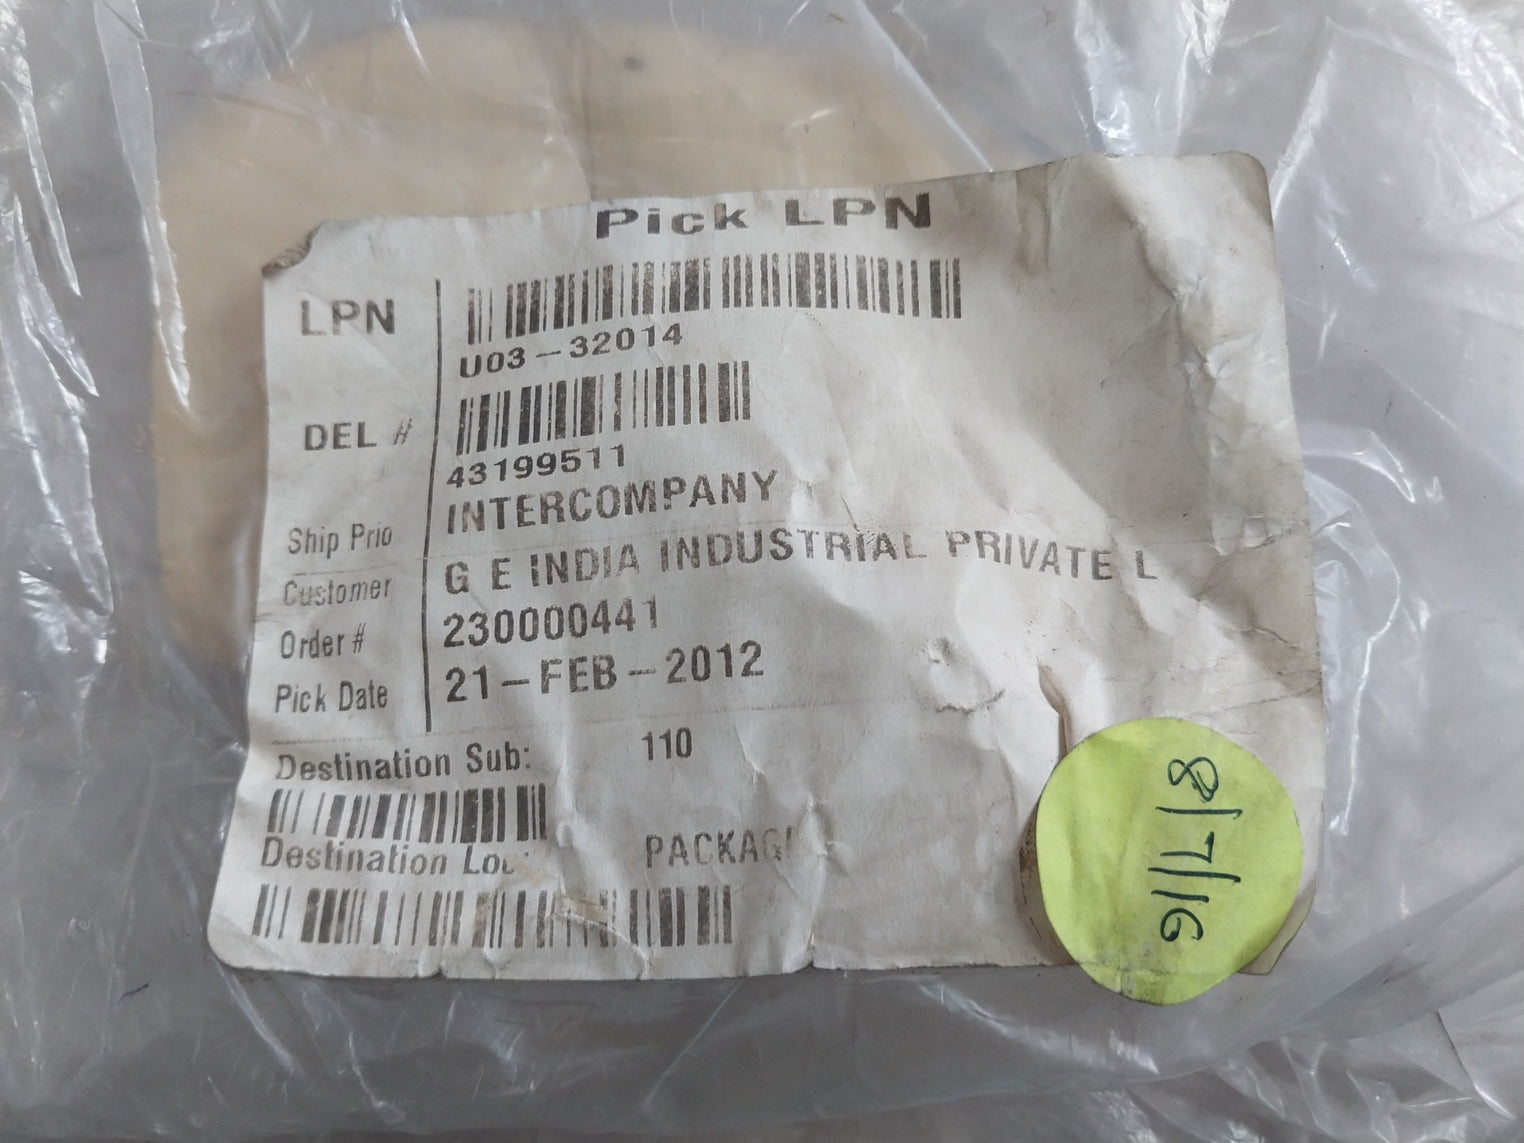 Pick LPN
LPN
U03-32014
DEL #
43199511
Ship Prio INTERCOMPANY
Customer G E INDIA INDUSTRIAL PRIVATE L
Order # 230000441
Pick Date 21-FEB-2012
Destination Sub: 110
Destination PACKAGI
8/7/16